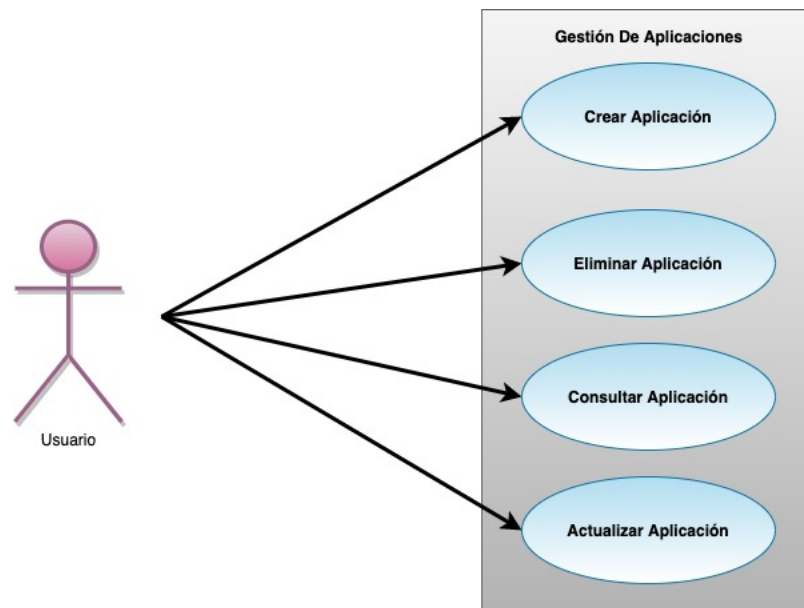 Gestión De Aplicaciones
Crear Aplicación
Eliminar Aplicación
Consultar Aplicación
Usuario
Actualizar Aplicación